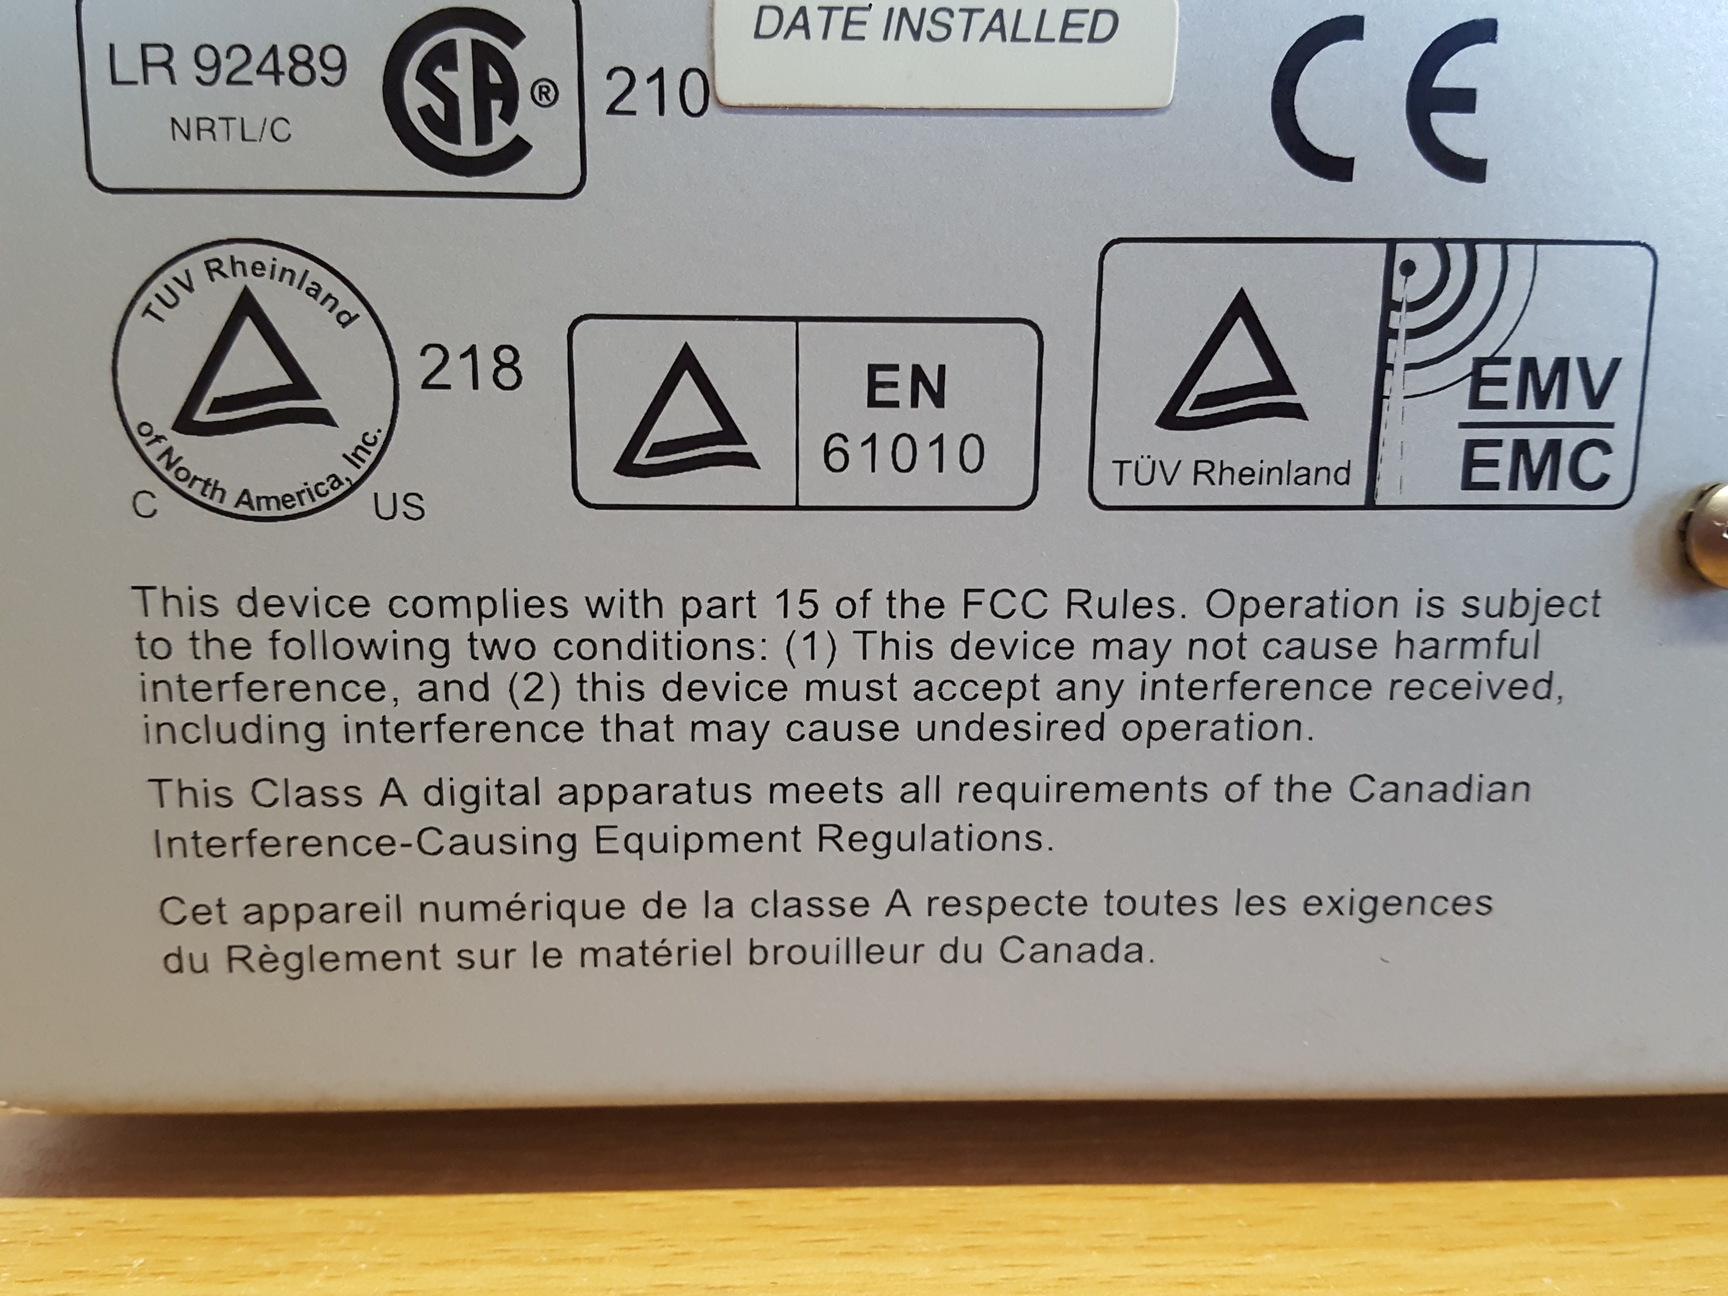 DATE INSTALLED
LR 92489
NRTL/C
CSA®
210
CE
TUV Rheinland
of North America, Inc.
C US
218
EN
61010
TÜV Rheinland
EMV
EMC
This device complies with part 15 of the FCC Rules. Operation is subject
to the following two conditions: (1) This device may not cause harmful
interference, and (2) this device must accept any interference received,
including interference that may cause undesired operation.
This Class A digital apparatus meets all requirements of the Canadian
Interference-Causing Equipment Regulations.
Cet appareil numérique de la classe A respecte toutes les exigences
du Règlement sur le matériel brouilleur du Canada.